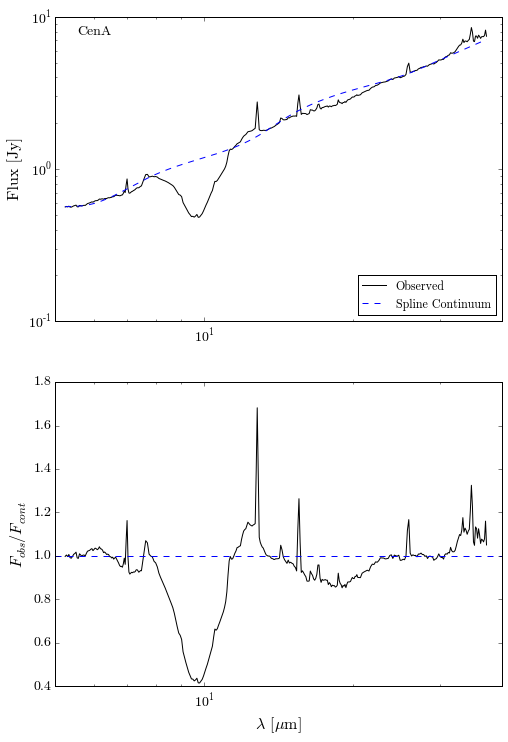 CenA
10^1
10^0
10^-1
Flux [Jy]
Observed
Spline Continuum
10^1
1.8
1.6
1.4
1.2
1.0
0.8
0.6
0.4
F_obs/F_cont
10^1
λ [μm]